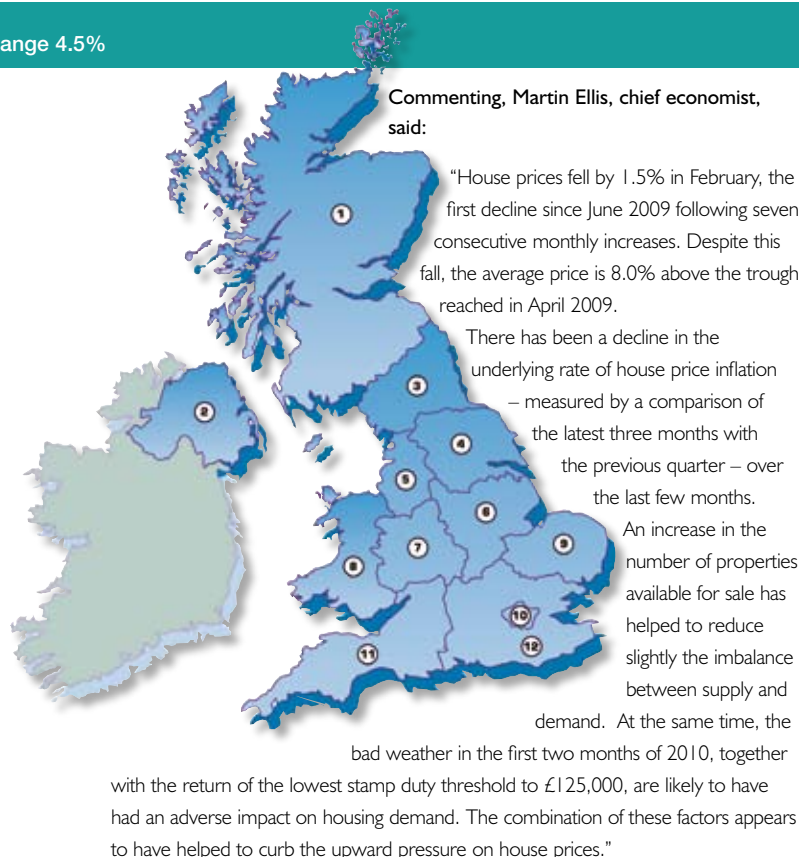 ange 4.5%
Commenting, Martin Ellis, chief economist,
said:
“House prices fell by 1.5% in February, the
first decline since June 2009 following seven
consecutive monthly increases. Despite this
fall, the average price is 8.0% above the trough
reached in April 2009.
There has been a decline in the
underlying rate of house price inflation
– measured by a comparison of
the latest three months with
the previous quarter – over
the last few months.
An increase in the
number of properties
available for sale has
helped to reduce
slightly the imbalance
between supply and
demand. At the same time, the
bad weather in the first two months of 2010, together
with the return of the lowest stamp duty threshold to £125,000, are likely to have
had an adverse impact on housing demand. The combination of these factors appears
to have helped to curb the upward pressure on house prices.”
1
2
3
4
5
6
7
8
9
10
11
12